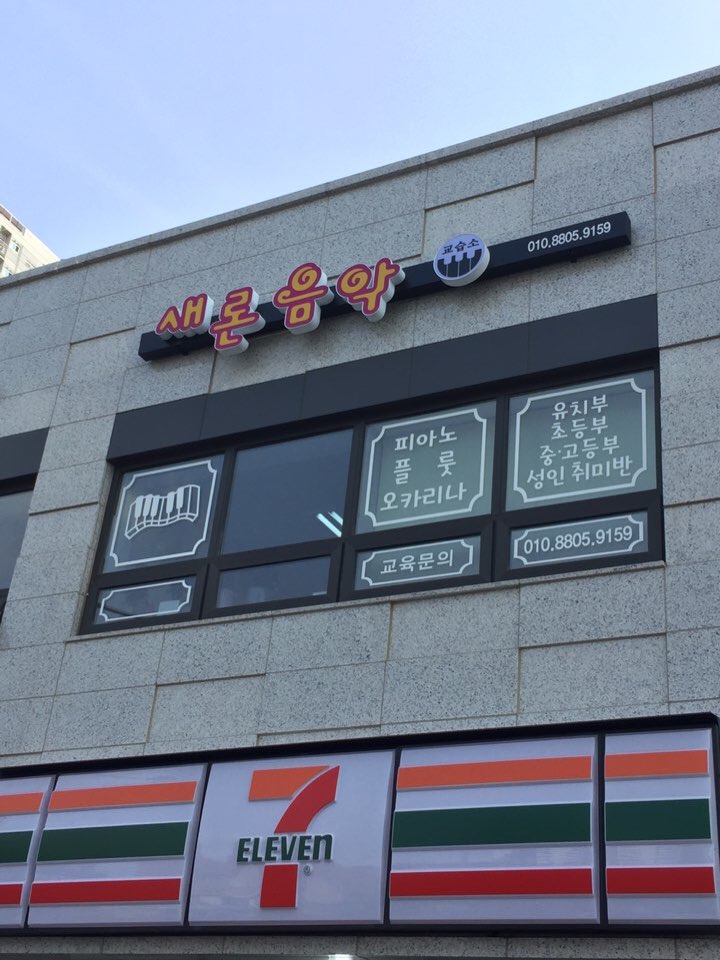 새론음악
교습소
010.8805.9159
피아노
플 룻
오카리나
교육문의
유치부
초등부
중·고등부
성인 취미반
010.8805.9159
7
ELEVEn
®